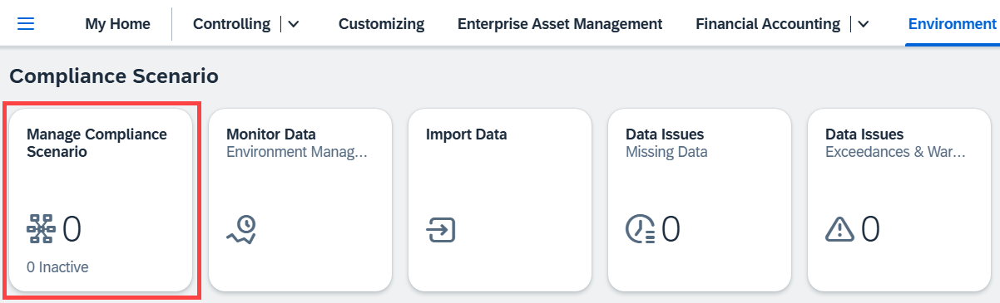 My Home Controlling Customizing Enterprise Asset Management Financial Accounting Environment
Compliance Scenario
Manage Compliance
Scenario
0
0 Inactive
Monitor Data
Environment Manag...
Import Data
Data Issues
Missing Data
0
Data Issues
Exceedances & War...
0